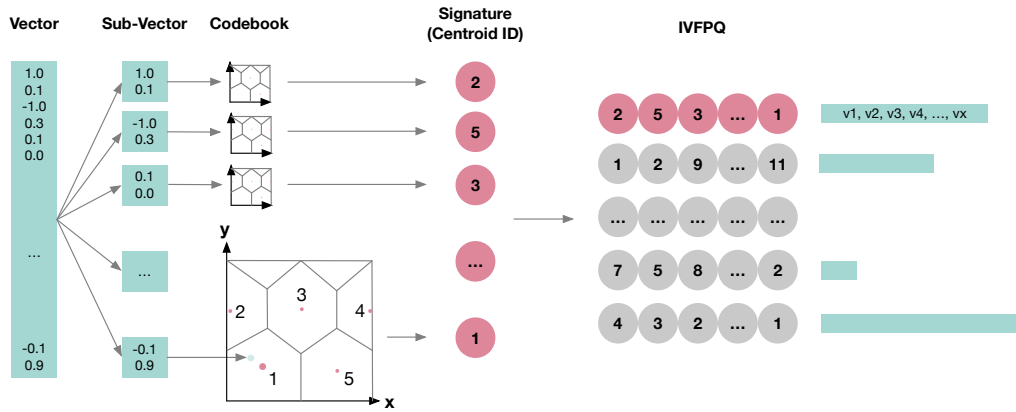 Vector
Sub-Vector
Codebook
Signature
(Centroid ID)
IVFPQ
1.0
0.1
-1.0
0.3
0.1
0.0
...
-0.1
0.9
1.0
0.1
-1.0
0.3
0.1
0.0
...
-0.1
0.9
y
2
3
4
1
5
x
2
5
3
...
1
2 5 3 ... 1
v1, v2, v3, v4, ..., vx
1 2 9 ... 11
... ... ... ... ...
7 5 8 ... 2
4 3 2 ... 1